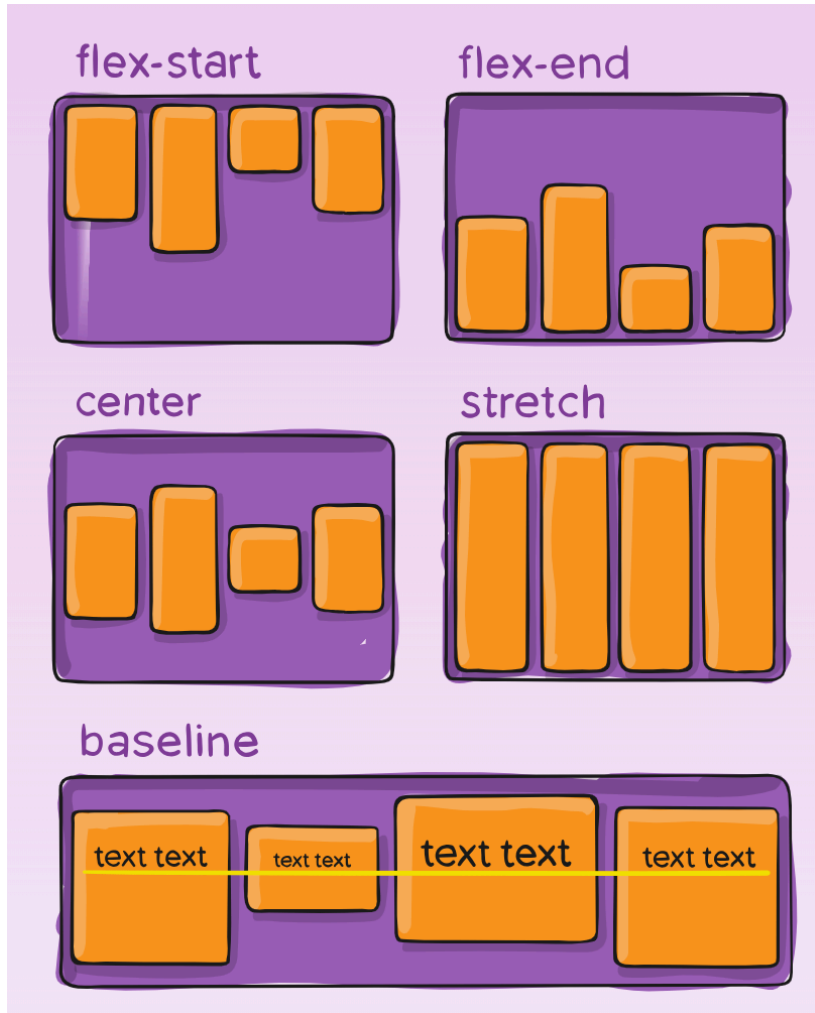 flex-start
flex-end
center
stretch
baseline
text text
text text
text text
text text